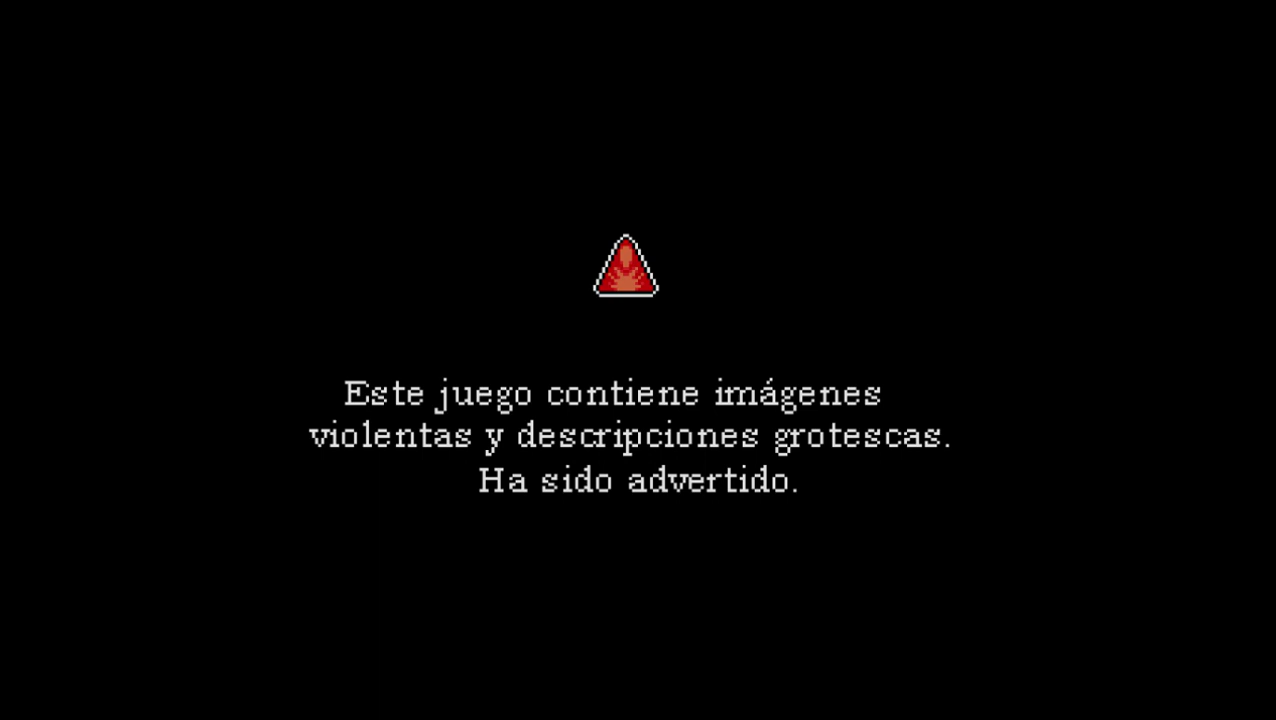 Este juego contiene imágenes
violentas y descripciones grotescas.
Ha sido advertido.